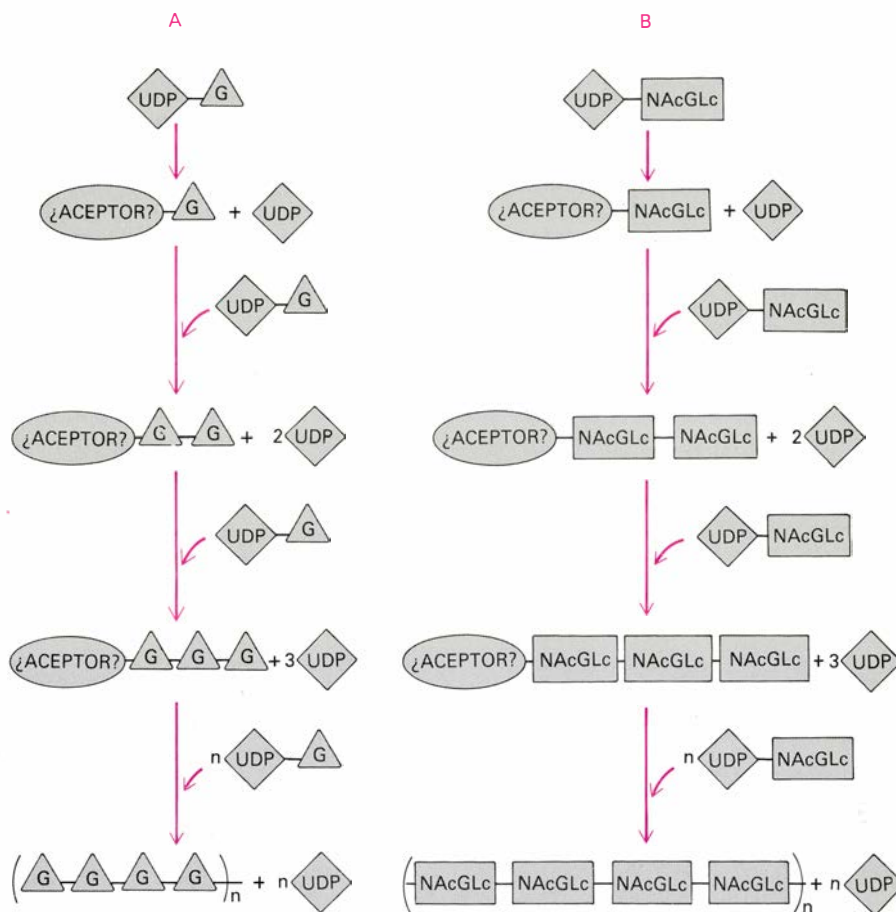 A
UDP G
¿ACEPTOR? G + UDP
UDP G
¿ACEPTOR? G G + 2 UDP
UDP G
¿ACEPTOR? G G G +3 UDP
n UDP G
( G G G G )n + n UDP
B
UDP NAcGLc
¿ACEPTOR? NAcGLc + UDP
UDP NAcGLc
¿ACEPTOR? NAcGLc NAcGLc + 2 UDP
UDP NAcGLc
¿ACEPTOR? NAcGLc NAcGLc NAcGLc +3 UDP
n UDP NAcGLc
( NAcGLc NAcGLc NAcGLc NAcGLc )n + n UDP